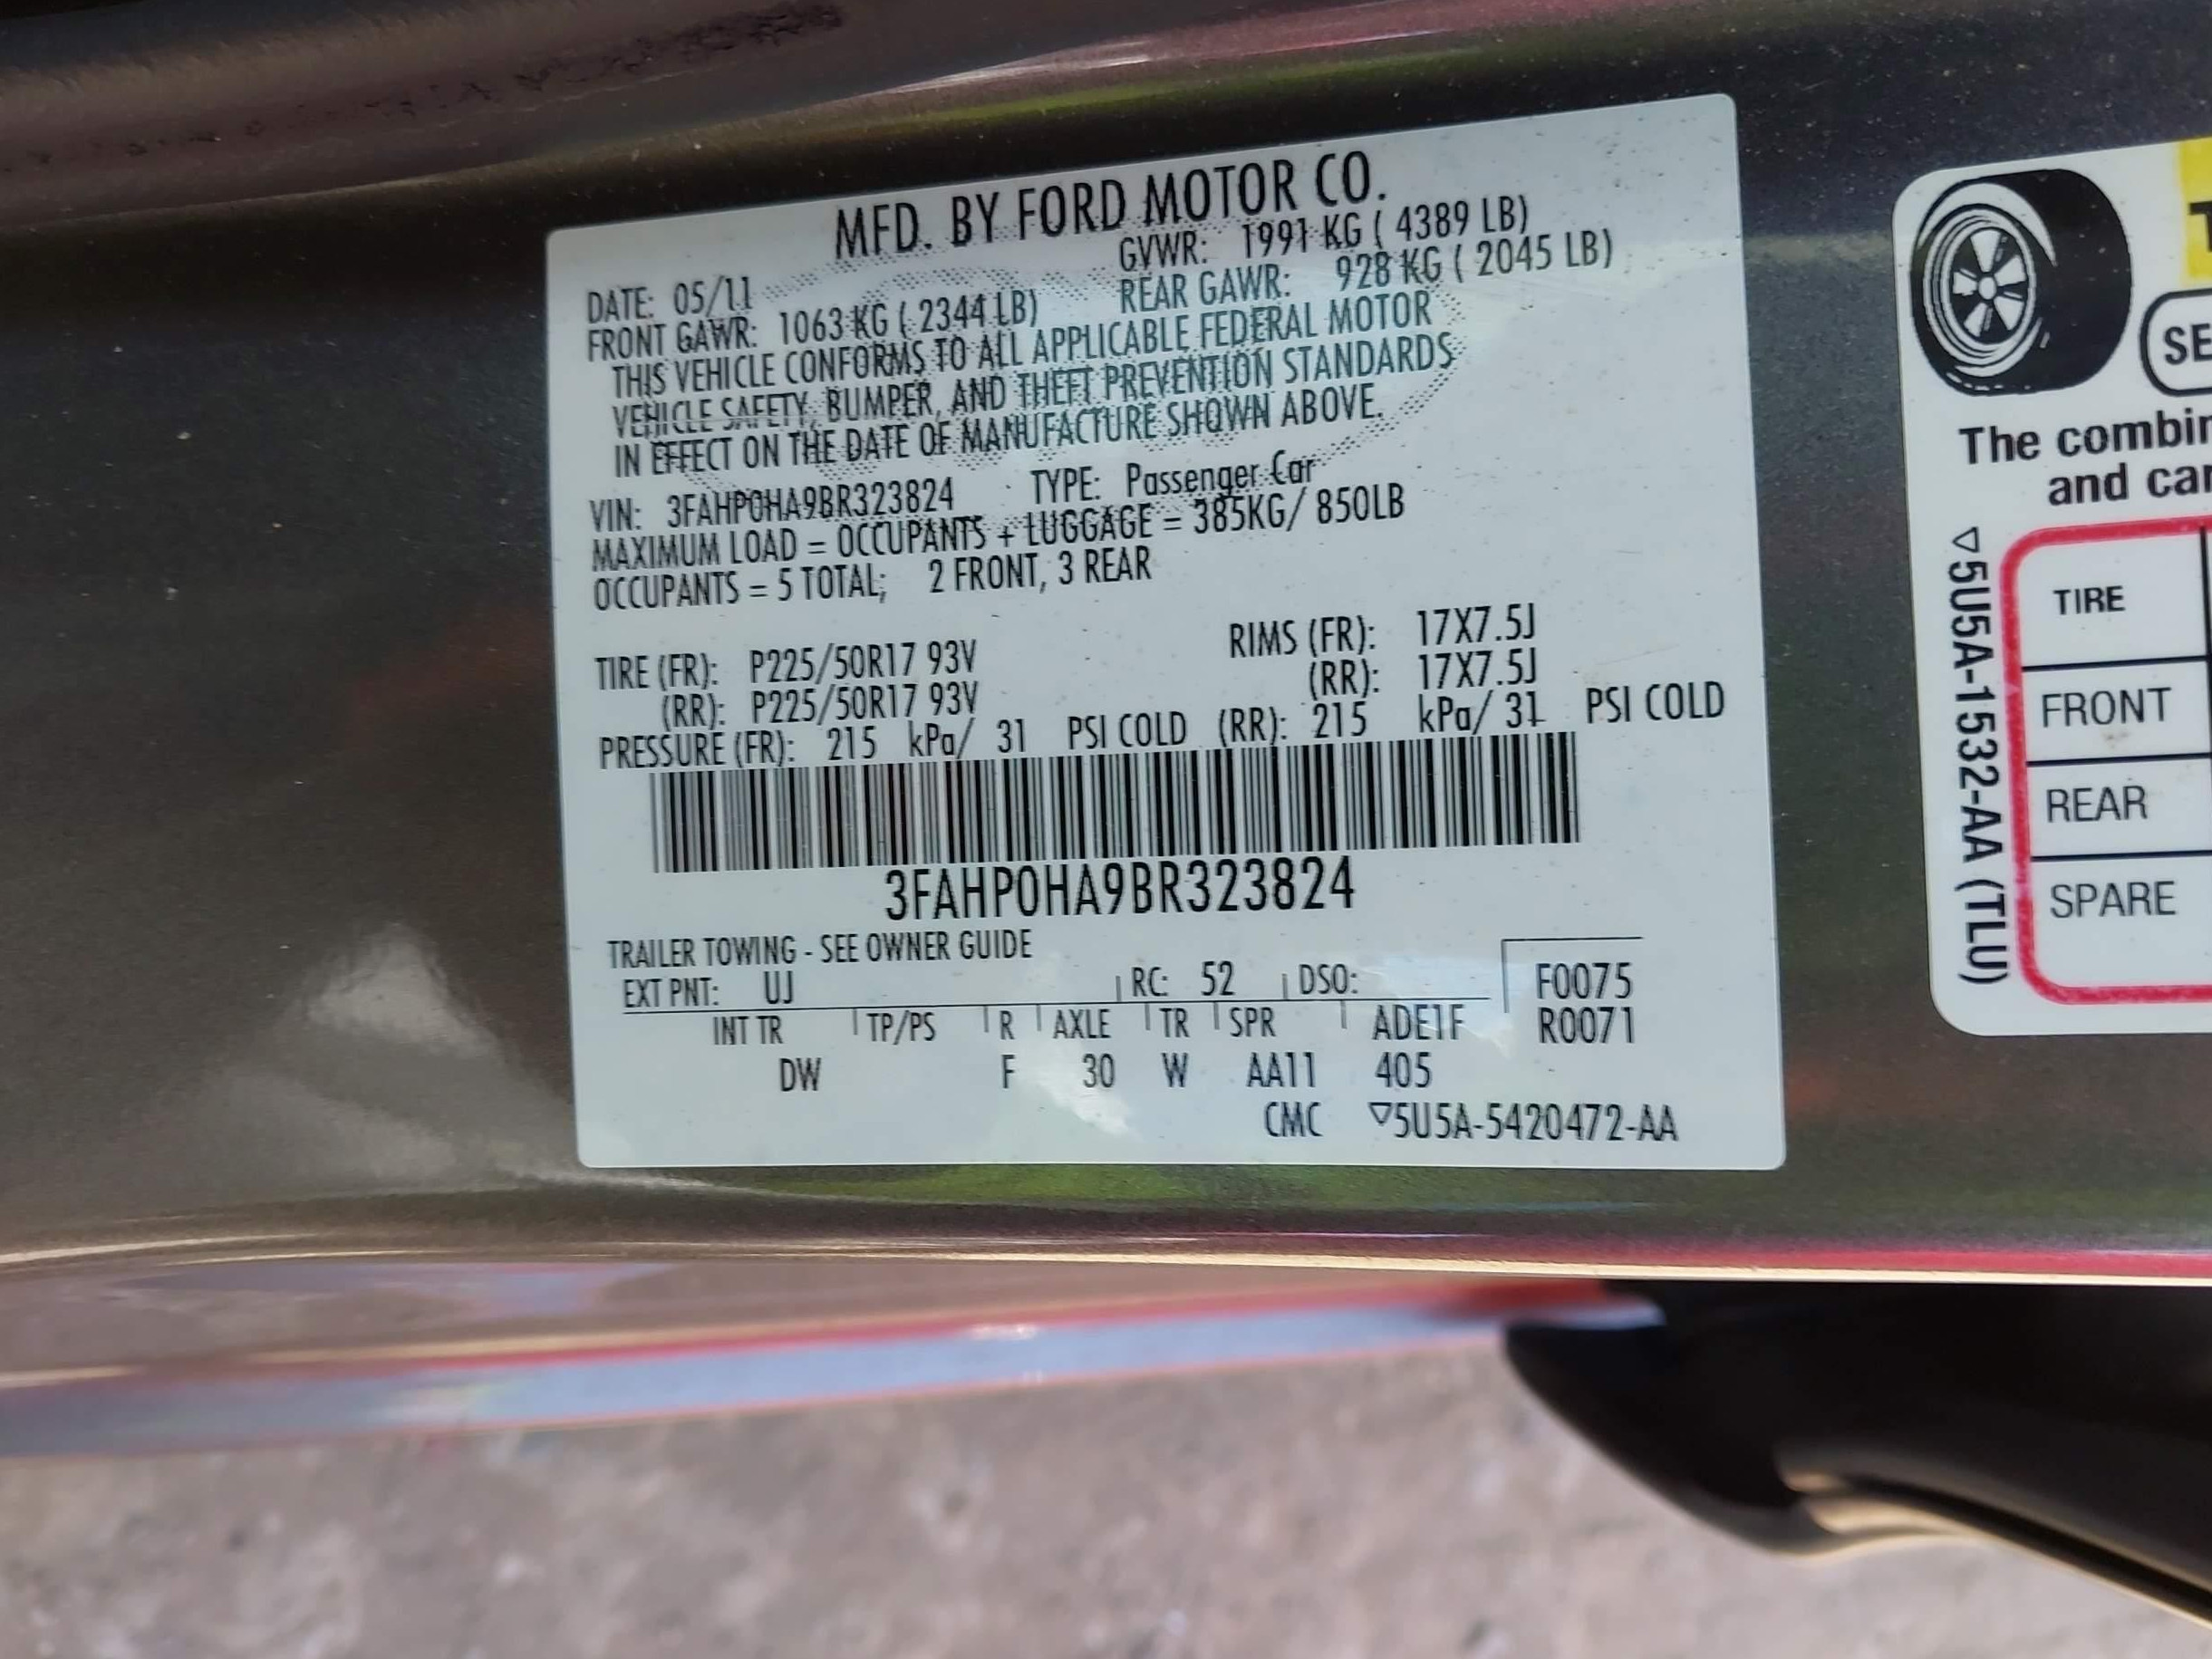 MFD. BY FORD MOTOR CO.
DATE: 05/11 GVWR: 1991 KG ( 4389 LB)
FRONT GAWR: 1063 KG ( 2344 LB) REAR GAWR: 928 KG ( 2045 LB)
THIS VEHICLE CONFORMS TO ALL APPLICABLE FEDERAL MOTOR
VEHICLE SAFETY, BUMPER, AND THEFT PREVENTION STANDARDS
IN EFFECT ON THE DATE OF MANUFACTURE SHOWN ABOVE.
VIN: 3FAHP0HA9BR323824 TYPE: Passenger Car
MAXIMUM LOAD = OCCUPANTS + LUGGAGE = 385KG/ 850LB
OCCUPANTS = 5 TOTAL; 2 FRONT, 3 REAR
TIRE (FR): P225/50R17 93V RIMS (FR): 17X7.5J
(RR): P225/50R17 93V (RR): 17X7.5J
PRESSURE (FR): 215 kPa/ 31 PSI COLD (RR): 215 kPa/ 31 PSI COLD
3FAHP0HA9BR323824
TRAILER TOWING - SEE OWNER GUIDE
EXT PNT: UJ RC: 52 DSO: F0075
INT TR TP/PS R AXLE TR SPR ADE1F R0071
DW F 30 W AA11 405
CMC ▽5U5A-5420472-AA
T
SE
The combin
and car
▽5U5A-1532-AA (TLU)
TIRE
FRONT
REAR
SPARE